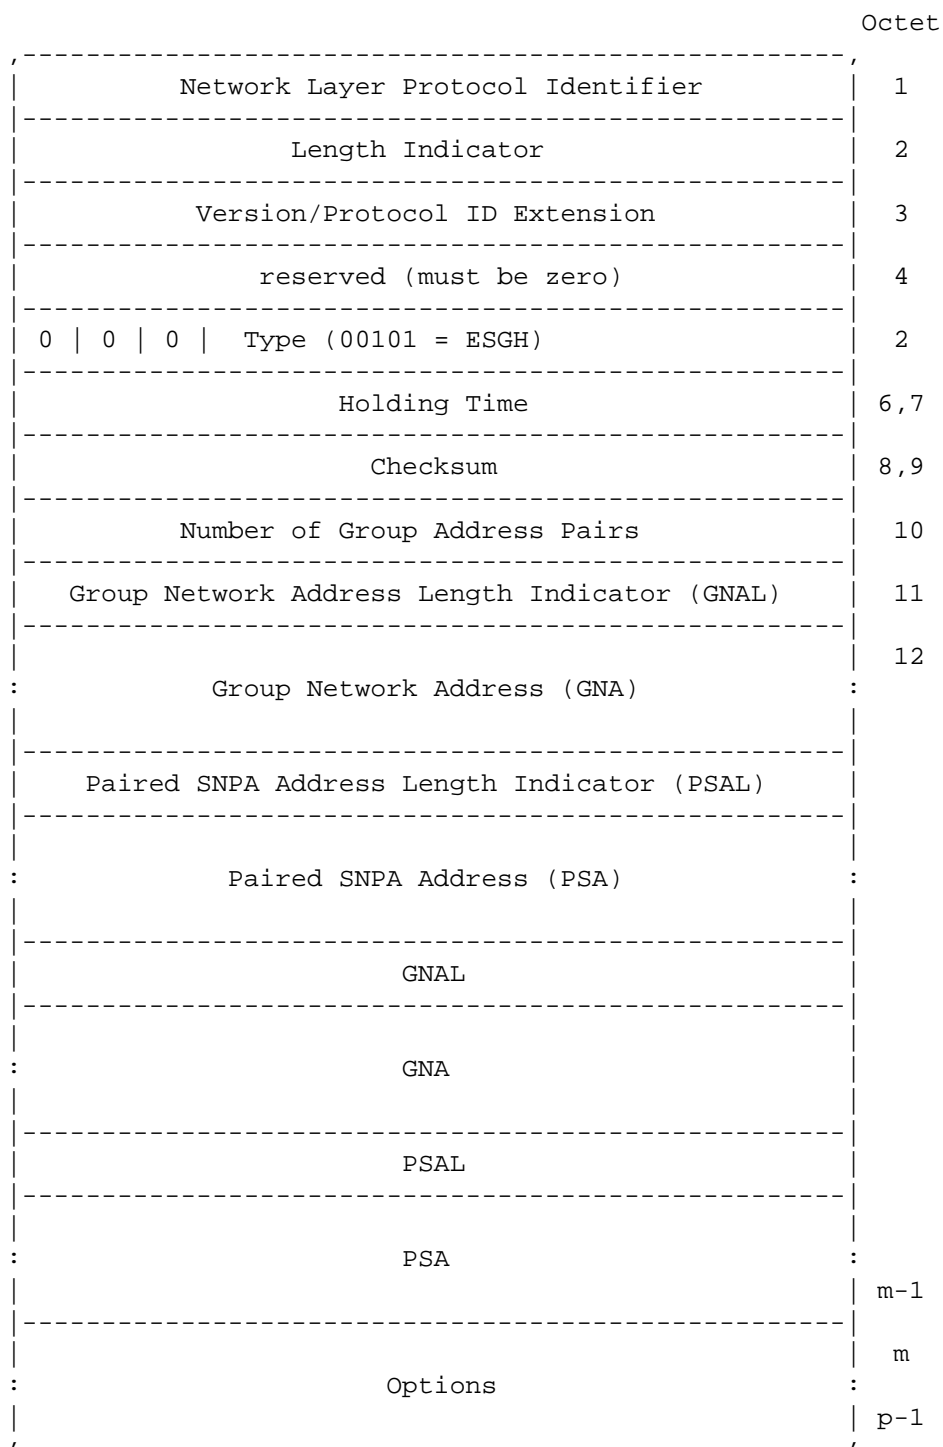 Octet
Network Layer Protocol Identifier | 1
Length Indicator | 2
Version/Protocol ID Extension | 3
reserved (must be zero) | 4
0 | 0 | 0 | Type (00101 = ESGH) | 2
Holding Time | 6,7
Checksum | 8,9
Number of Group Address Pairs | 10
Group Network Address Length Indicator (GNAL) | 11
| 12
: Group Network Address (GNA) :
Paired SNPA Address Length Indicator (PSAL)
: Paired SNPA Address (PSA) :
GNAL
: GNA |
PSAL
: PSA :
| m-1
| m
: Options :
| p-1